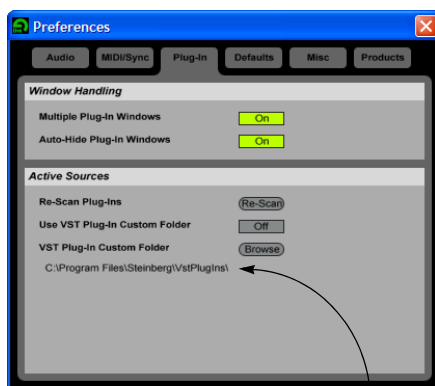 Preferences
Audio MIDI/Sync Plug-In Defaults Misc Products
Window Handling
Multiple Plug-In Windows On
Auto-Hide Plug-In Windows On
Active Sources
Re-Scan Plug-Ins Re-Scan
Use VST Plug-In Custom Folder Off
VST Plug-In Custom Folder Browse
C:\Program Files\Steinberg\VstPlugIns\